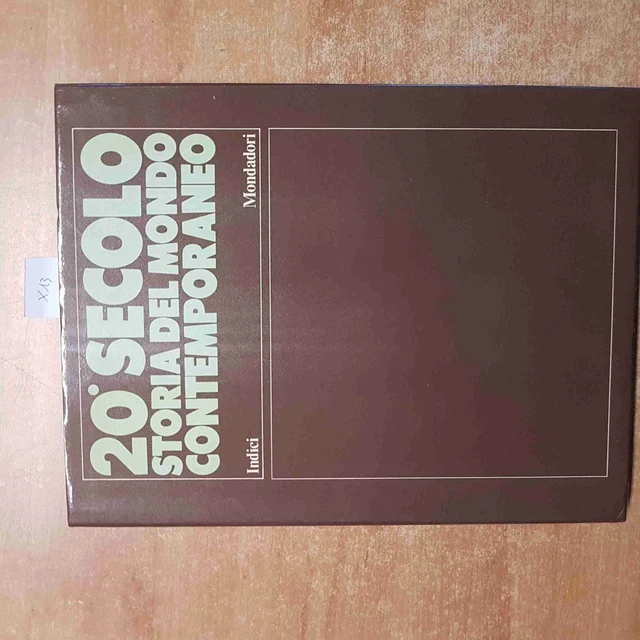 20° SECOLO
STORIA DEL MONDO
CONTEMPORANEO
Indici Mondadori
X13